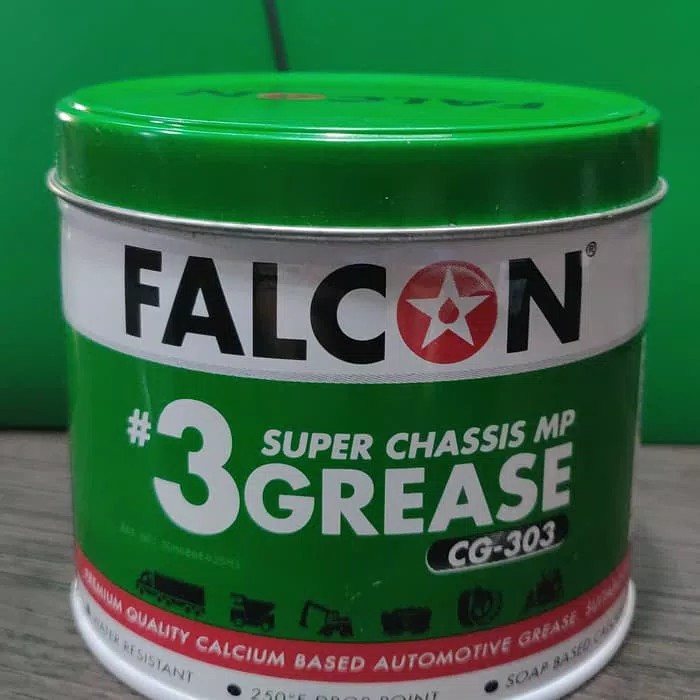 FALCON
FALCON®
#3 SUPER CHASSIS MP
GREASE
CG-303
PREMIUM QUALITY CALCIUM BASED AUTOMOTIVE GREASE.
WATER RESISTANT • 250°F DROP POINT • SOAP BASED